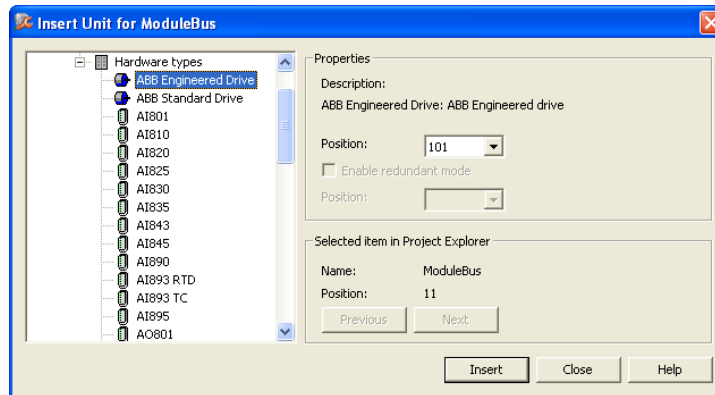 Insert Unit for ModuleBus
Hardware types
ABB Engineered Drive
ABB Standard Drive
AI801
AI810
AI820
AI825
AI830
AI835
AI843
AI845
AI890
AI893 RTD
AI893 TC
AI895
AO801
Properties
Description:
ABB Engineered Drive: ABB Engineered drive
Position: 101
Enable redundant mode
Position:
Selected item in Project Explorer
Name: ModuleBus
Position: 11
Previous Next
Insert Close Help